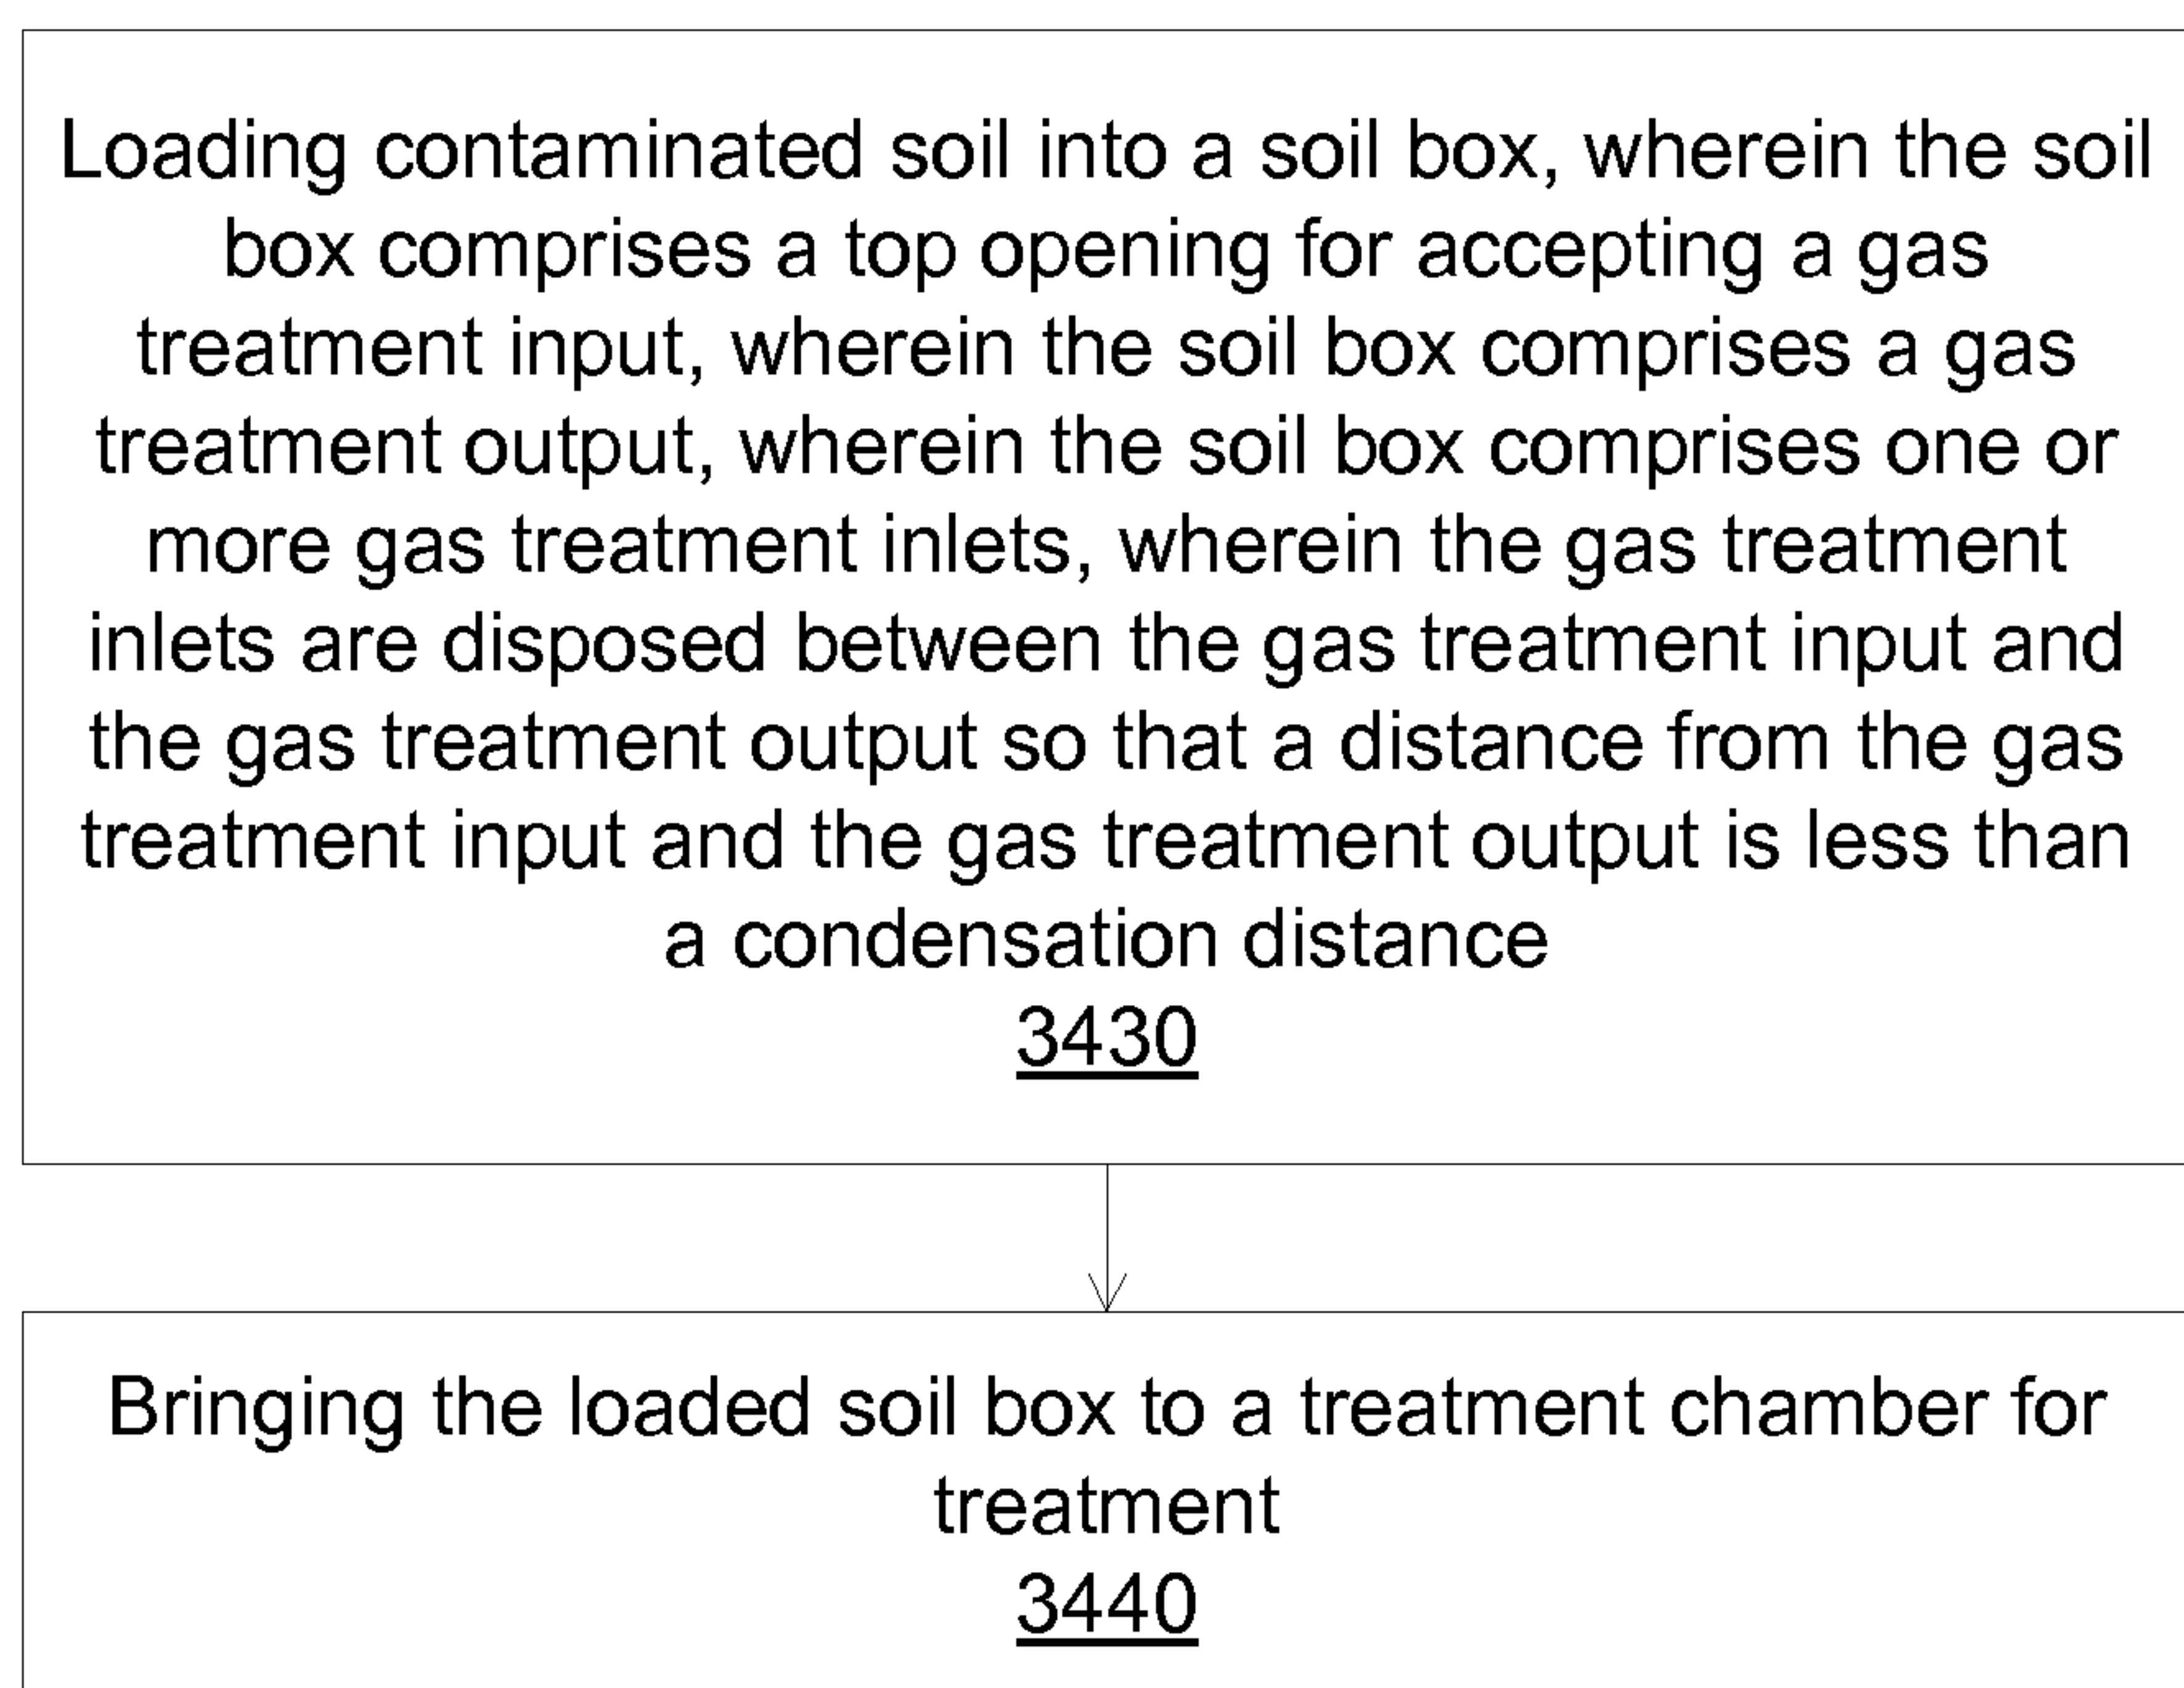 Loading contaminated soil into a soil box, wherein the soil
box comprises a top opening for accepting a gas
treatment input, wherein the soil box comprises a gas
treatment output, wherein the soil box comprises one or
more gas treatment inlets, wherein the gas treatment
inlets are disposed between the gas treatment input and
the gas treatment output so that a distance from the gas
treatment input and the gas treatment output is less than
a condensation distance
3430
Bringing the loaded soil box to a treatment chamber for
treatment
3440